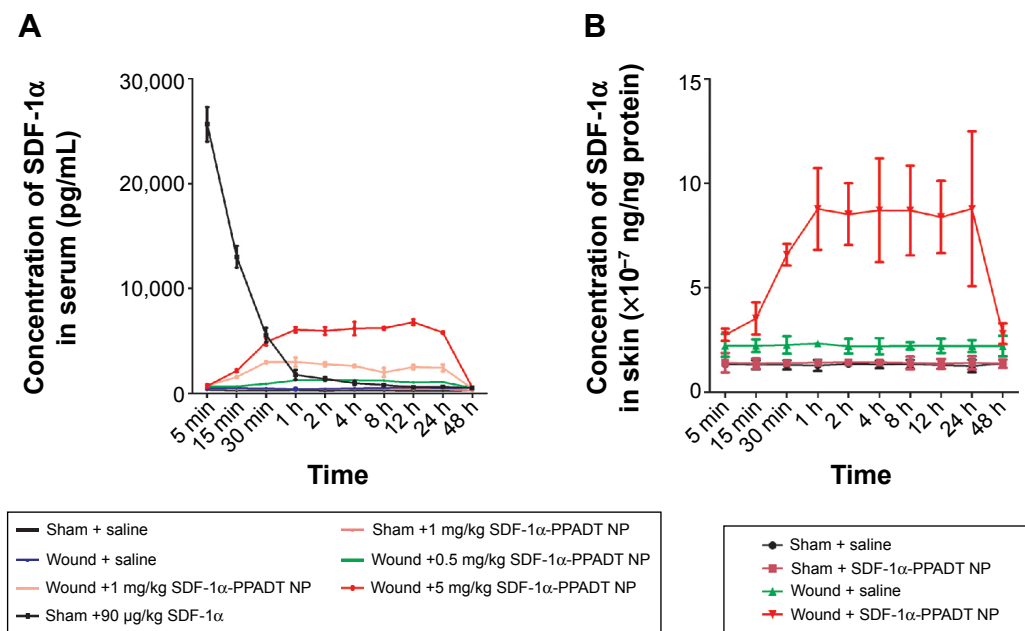 A
Concentration of SDF-1α
in serum (pg/mL)
30,000
20,000
10,000
0
5 min
15 min
30 min
1 h
2 h
4 h
8 h
12 h
24 h
48 h
Time
Sham + saline
Wound + saline
Wound +1 mg/kg SDF-1α-PPADT NP
Sham +90 µg/kg SDF-1α
Sham +1 mg/kg SDF-1α-PPADT NP
Wound +0.5 mg/kg SDF-1α-PPADT NP
Wound +5 mg/kg SDF-1α-PPADT NP
B
Concentration of SDF-1α
in skin (×10⁻⁷ ng/ng protein)
15
10
5
0
5 min
15 min
30 min
1 h
2 h
4 h
8 h
12 h
24 h
48 h
Time
Sham + saline
Sham + SDF-1α-PPADT NP
Wound + saline
Wound + SDF-1α-PPADT NP